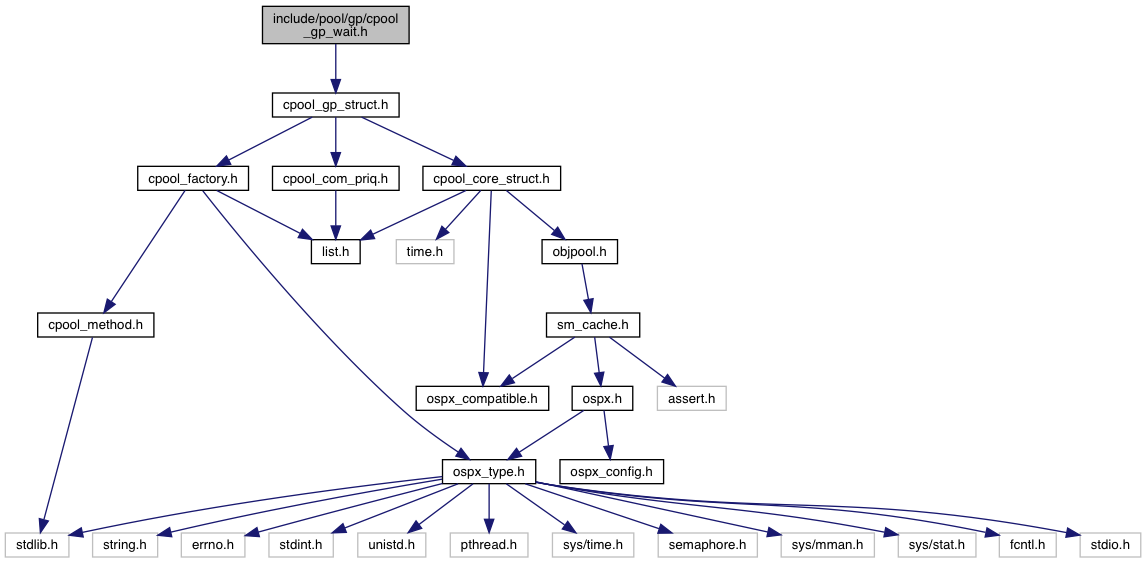 include/pool/gp/cpool
_gp_wait.h
cpool_gp_struct.h
cpool_factory.h
cpool_com_priq.h
cpool_core_struct.h
list.h
time.h
objpool.h
cpool_method.h
sm_cache.h
ospx_compatible.h
ospx.h
assert.h
ospx_type.h
ospx_config.h
stdlib.h
string.h
errno.h
stdint.h
unistd.h
pthread.h
sys/time.h
semaphore.h
sys/mman.h
sys/stat.h
fcntl.h
stdio.h